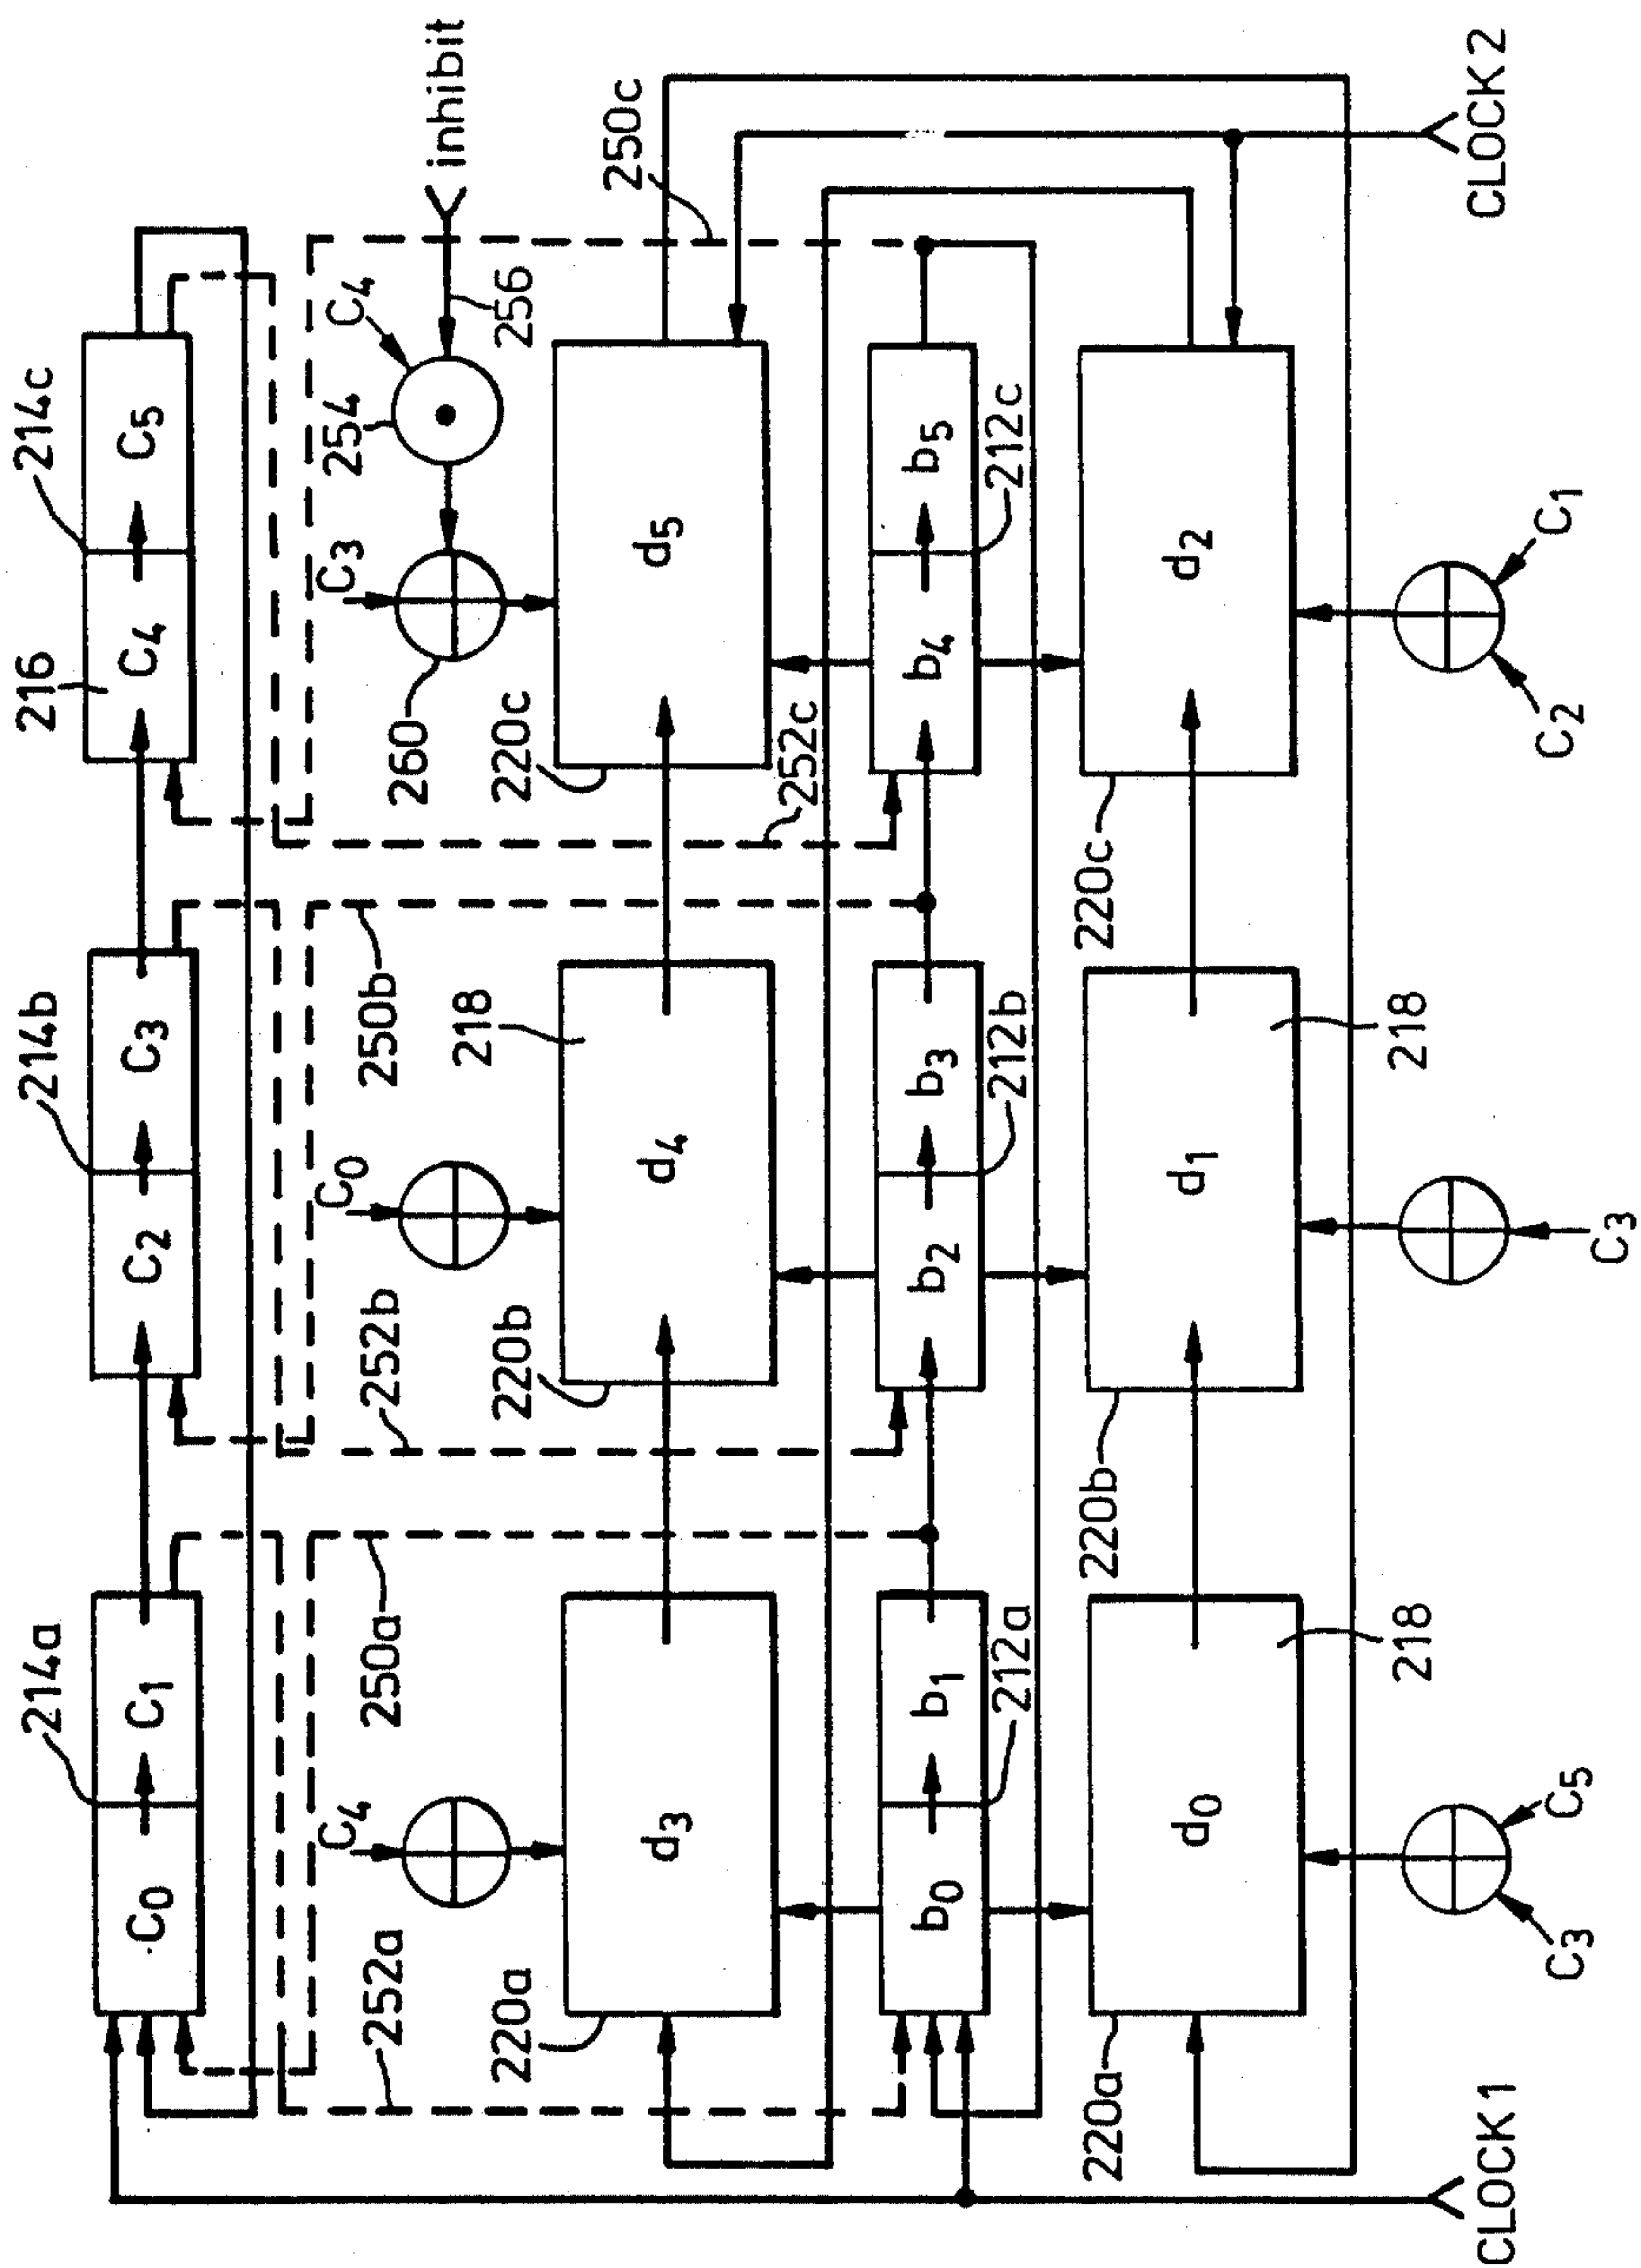 214a
214b
216
214c
C0
C1
C2
C3
C4
C5
252a
C4
250a
252b
C0
250b
260
C3
254
C4
256
inhibit
220a
220b
218
220c
250c
d3
d4
d5
252c
b0
b1
b2
b3
b4
b5
212a
212b
212c
220a
220b
220c
d0
d1
d2
218
218
CLOCK 1
C3
C5
C3
C2
C1
CLOCK 2